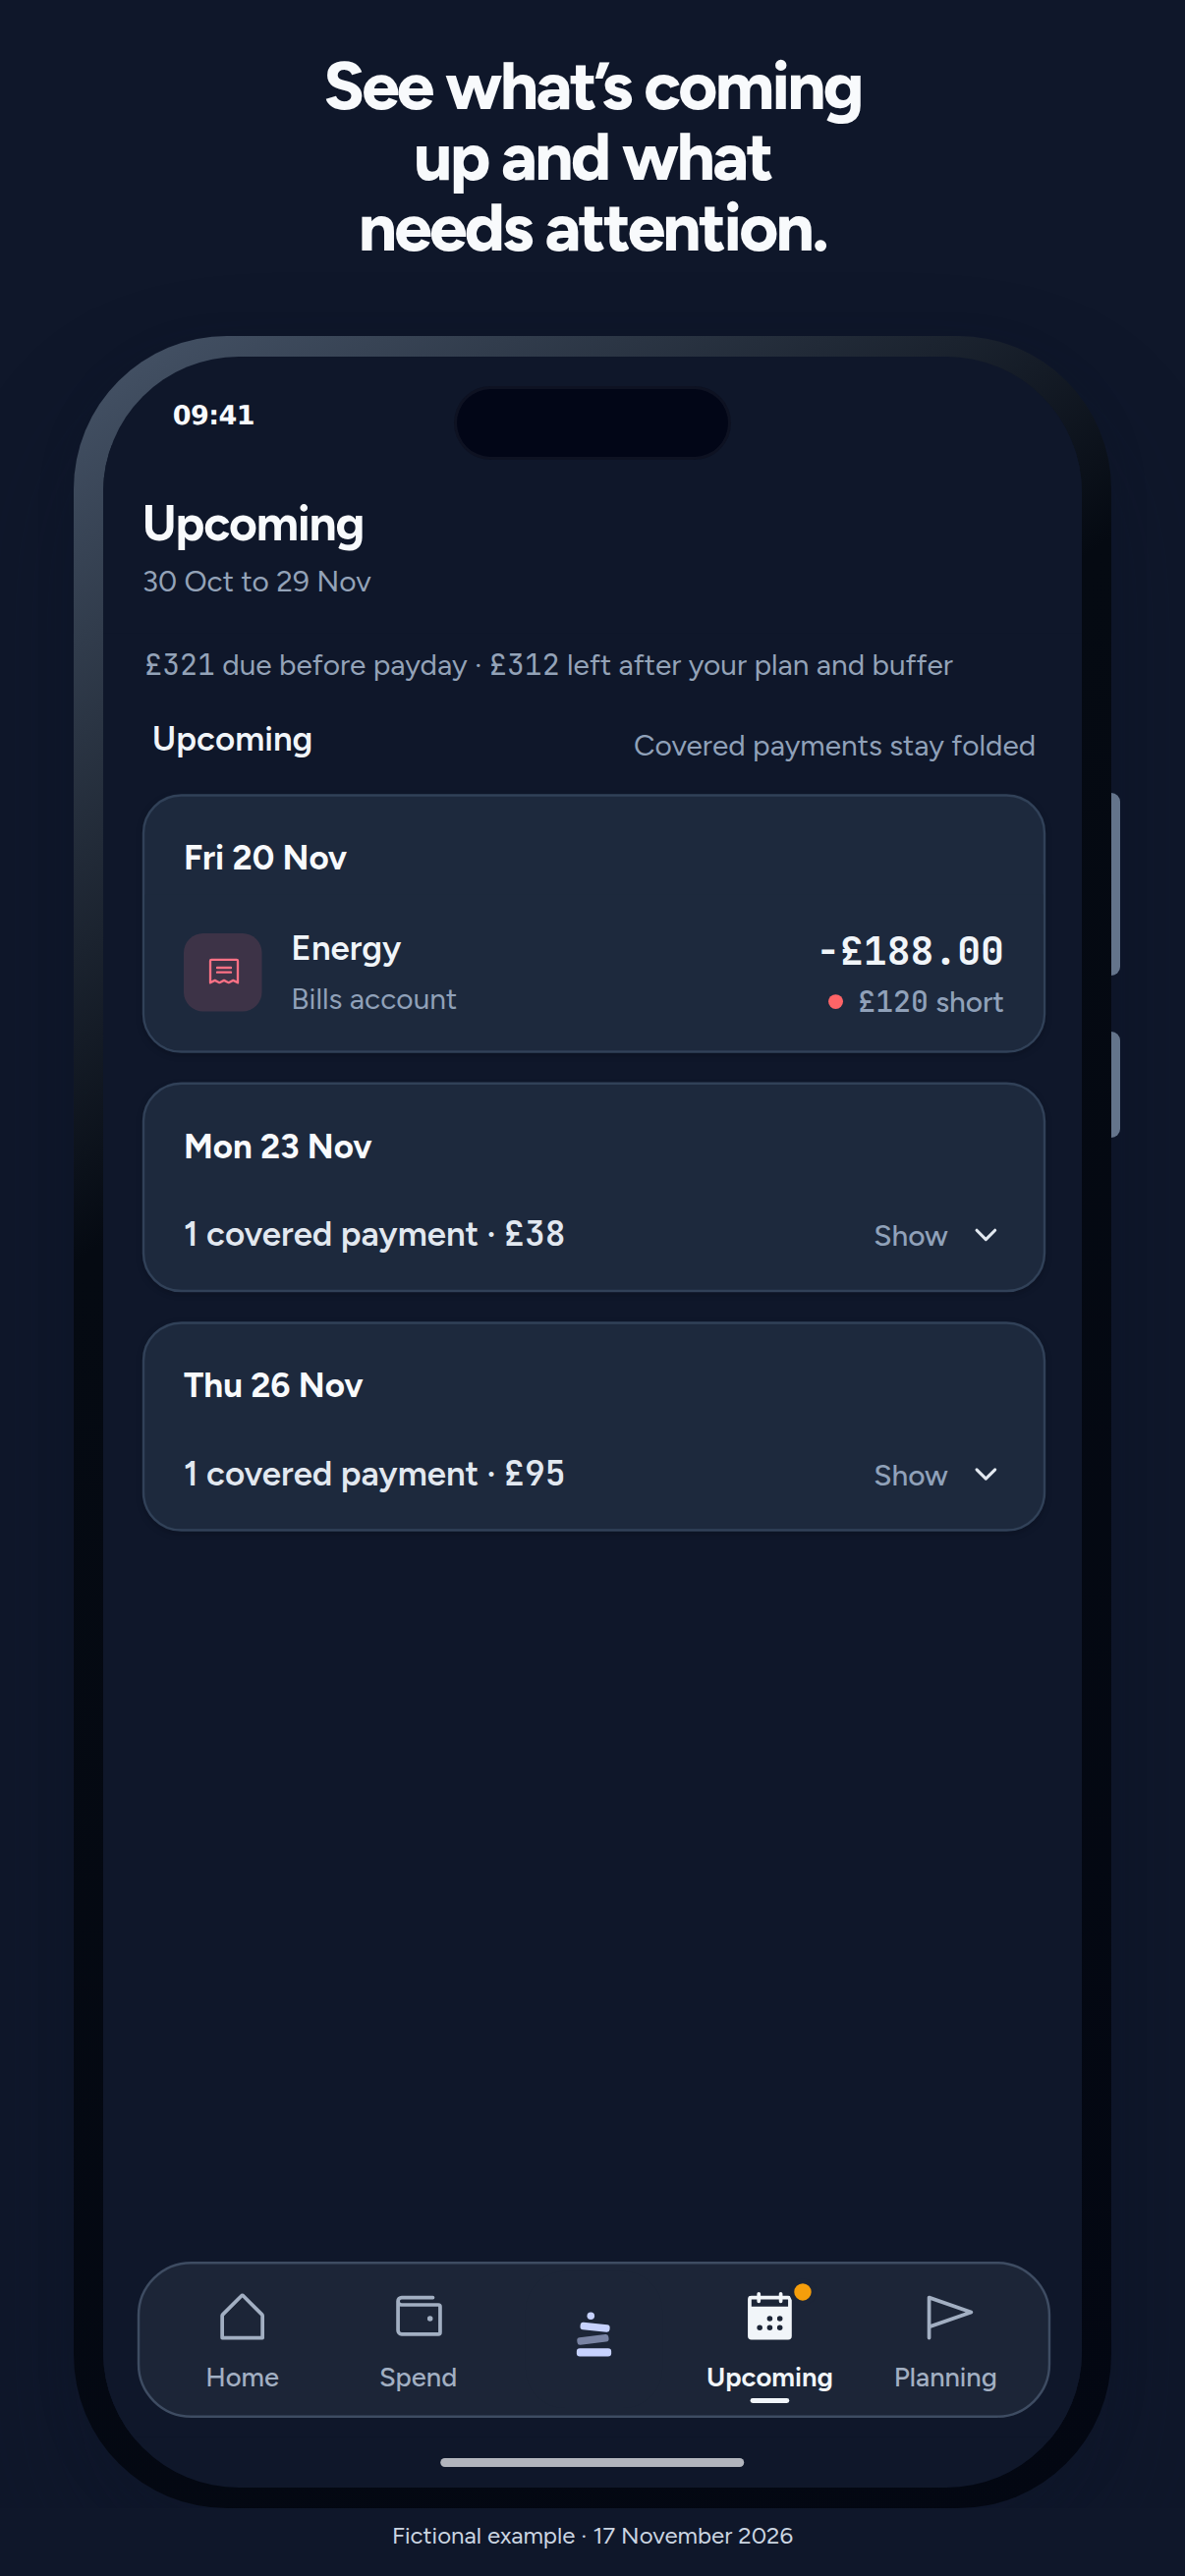 See what’s coming
up and what
needs attention.
09:41
Upcoming
30 Oct to 29 Nov
£321 due before payday · £312 left after your plan and buffer
Upcoming
Covered payments stay folded
Fri 20 Nov
Energy
-£188.00
Bills account
£120 short
Mon 23 Nov
1 covered payment · £38
Show
Thu 26 Nov
1 covered payment · £95
Show
Home
Spend
Upcoming
Planning
Fictional example · 17 November 2026